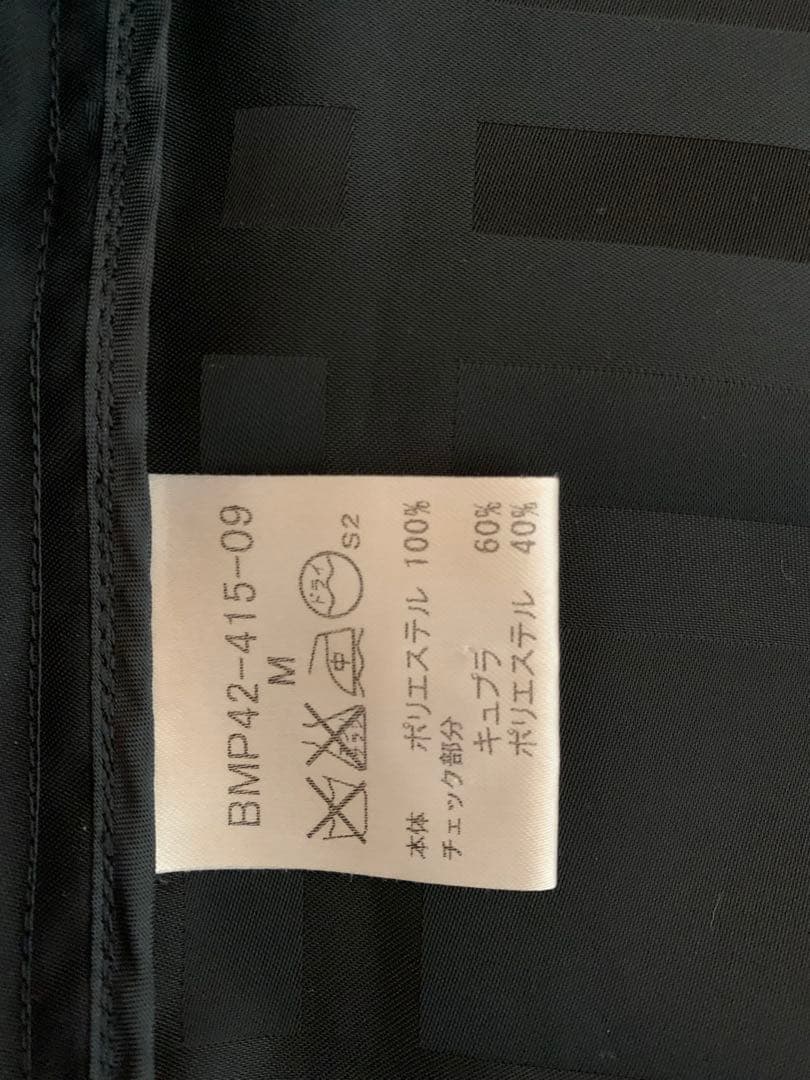 BMP42-415-09
M
中 ドライ S2
本体 ポリエステル 100%
チェック部分
キュプラ 60%
ポリエステル 40%